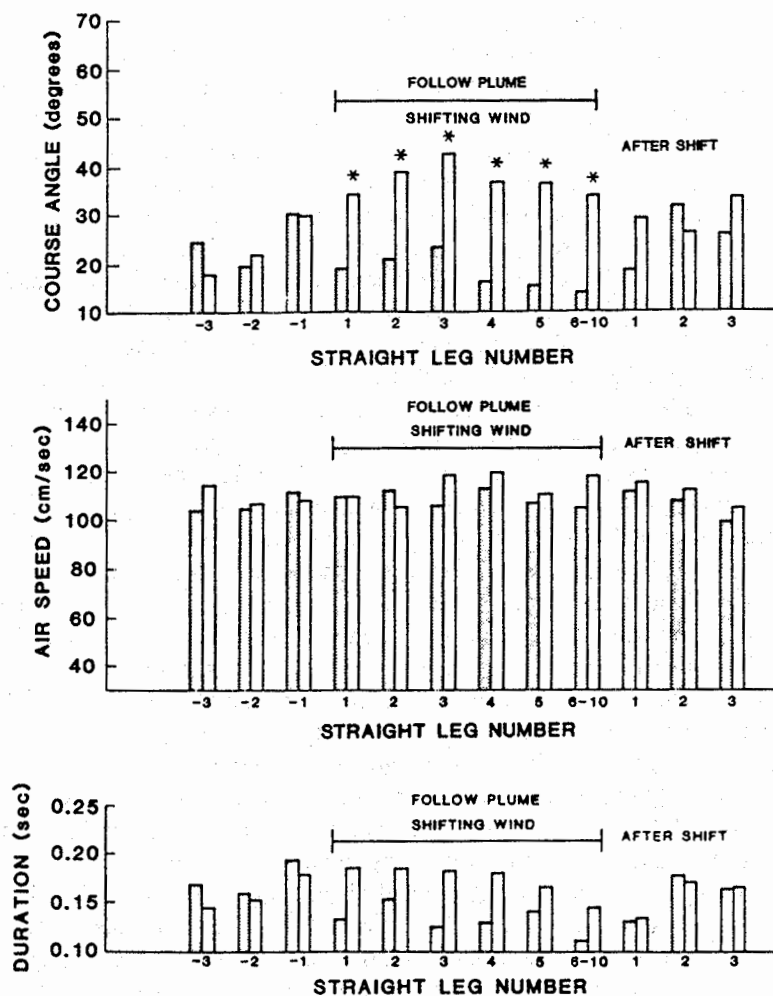 COURSE ANGLE (degrees)
70
60
50
40
30
20
10
FOLLOW PLUME
SHIFTING WIND
AFTER SHIFT
* * * * * *
-3 -2 -1 1 2 3 4 5 6-10 1 2 3
STRAIGHT LEG NUMBER
AIR SPEED (cm/sec)
140
120
100
80
60
40
FOLLOW PLUME
SHIFTING WIND
AFTER SHIFT
-3 -2 -1 1 2 3 4 5 6-10 1 2 3
STRAIGHT LEG NUMBER
DURATION (sec)
0.25
0.20
0.15
0.10
FOLLOW PLUME
SHIFTING WIND
AFTER SHIFT
-3 -2 -1 1 2 3 4 5 6-10 1 2 3
STRAIGHT LEG NUMBER